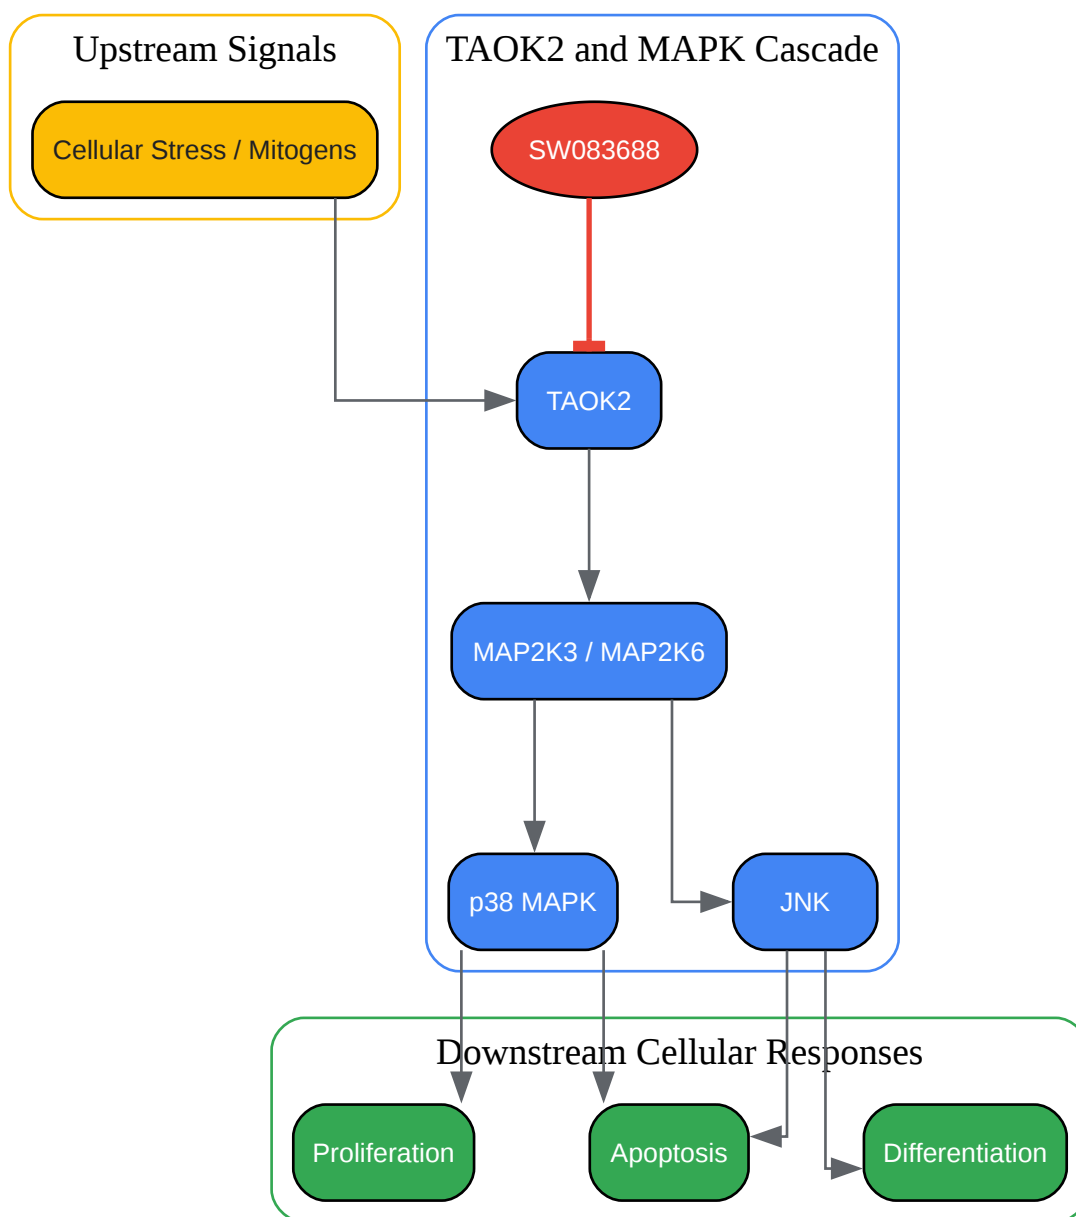 Upstream Signals
TAOK2 and MAPK Cascade
Cellular Stress / Mitogens
SW083688
TAOK2
MAP2K3 / MAP2K6
p38 MAPK
JNK
Downstream Cellular Responses
Proliferation
Apoptosis
Differentiation